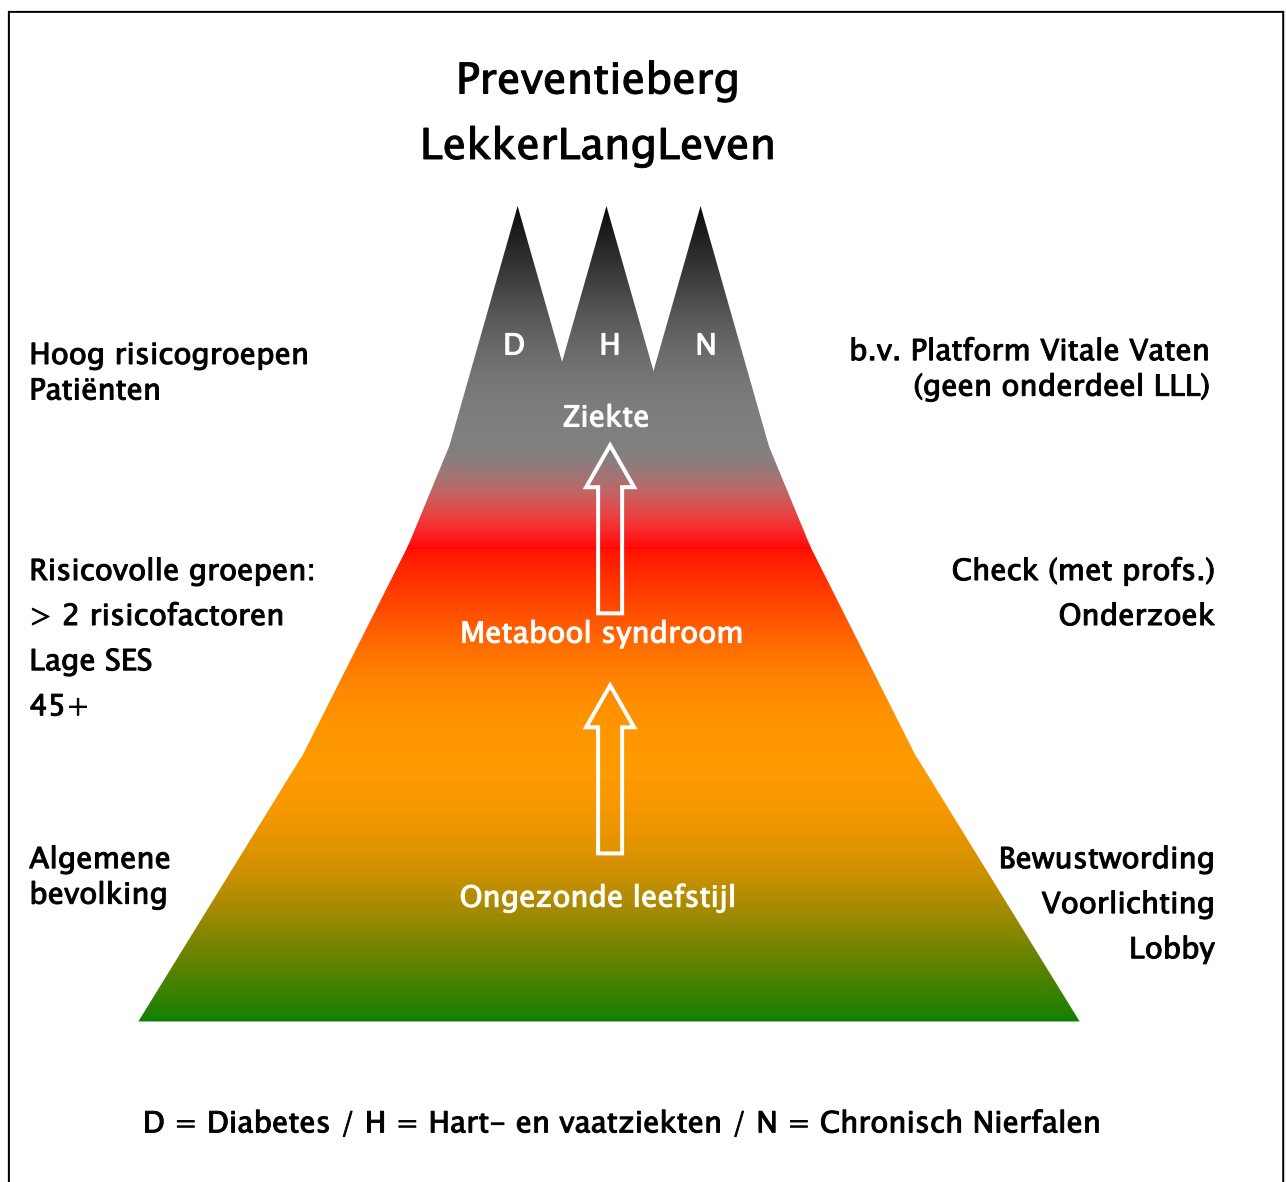 Preventieberg
LekkerLangLeven
D H N
Hoog risicogroepen
Patiënten
b.v. Platform Vitale Vaten
(geen onderdeel LLL)
Ziekte
Risicovolle groepen:
> 2 risicofactoren
Lage SES
45+
Check (met profs.)
Onderzoek
Metabool syndroom
Algemene
bevolking
Ongezonde leefstijl
Bewustwording
Voorlichting
Lobby
D = Diabetes / H = Hart- en vaatziekten / N = Chronisch Nierfalen